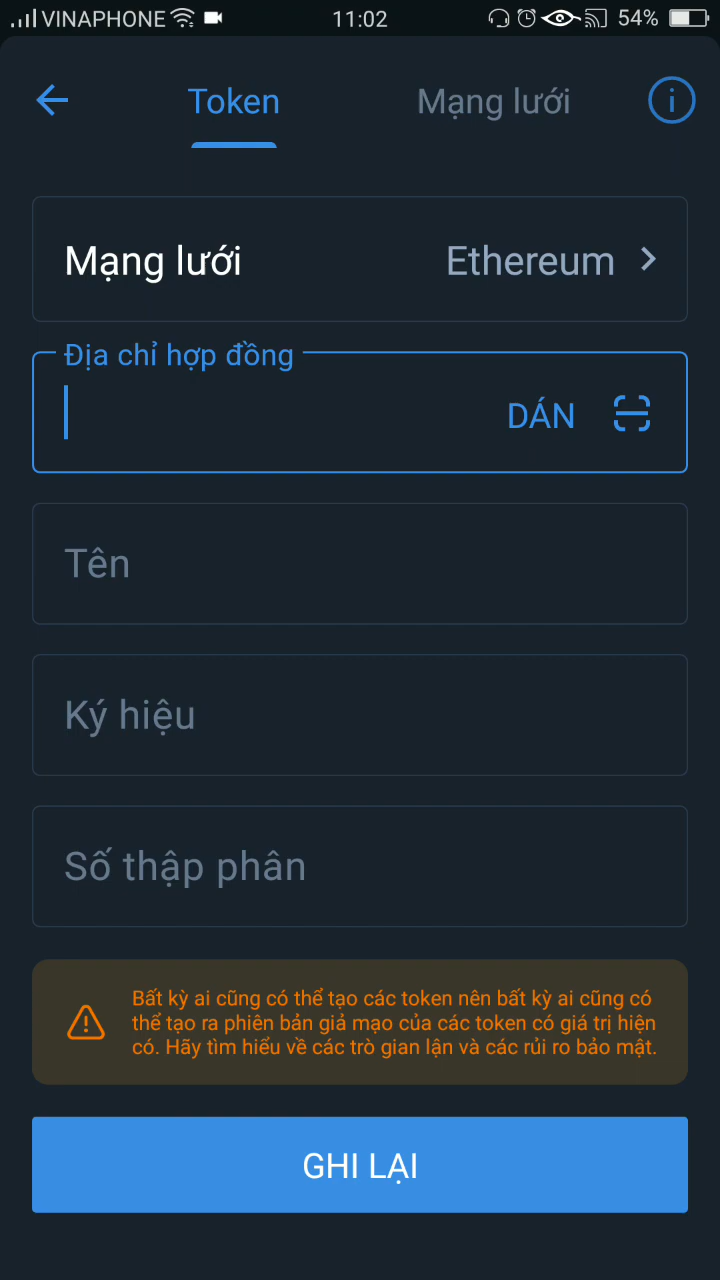 VINAPHONE 11:02 54%
Token Mạng lưới i
Mạng lưới Ethereum
Địa chỉ hợp đồng
DÁN
Tên
Ký hiệu
Số thập phân
Bất kỳ ai cũng có thể tạo các token nên bất kỳ ai cũng có
thể tạo ra phiên bản giả mạo của các token có giá trị hiện
có. Hãy tìm hiểu về các trò gian lận và các rủi ro bảo mật.
GHI LẠI